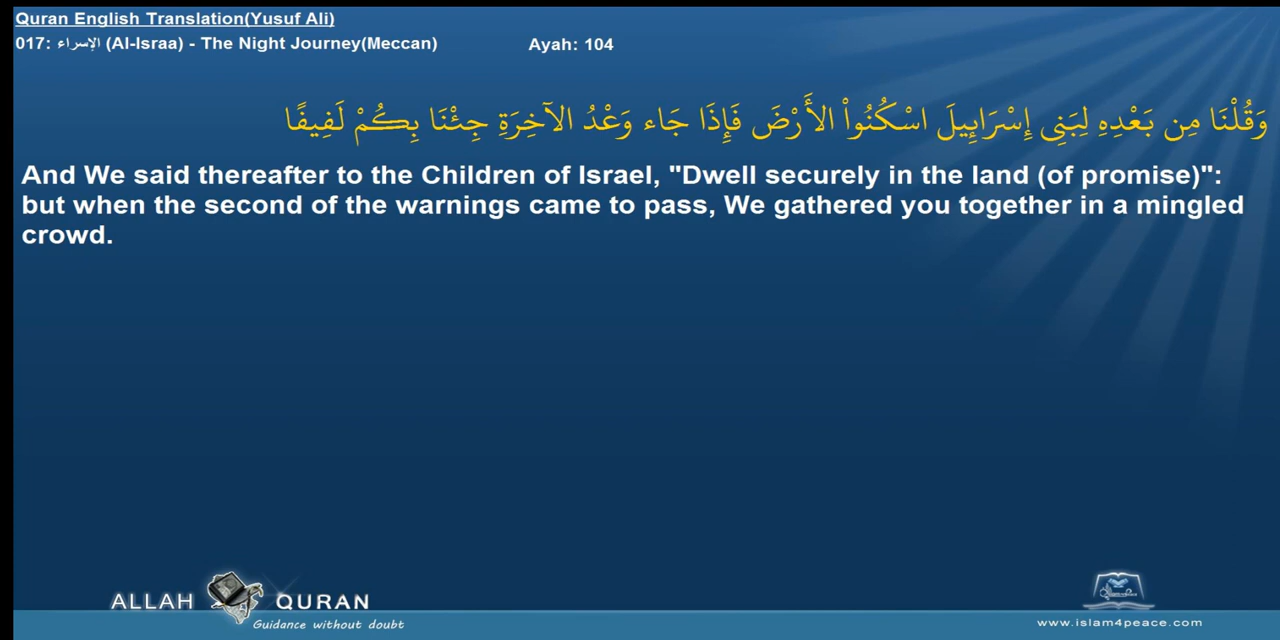 Quran English Translation(Yusuf Ali)
017: الإسراء (Al-Israa) - The Night Journey(Meccan) Ayah: 104
وَقُلْنَا مِن بَعْدِهِ لِبَنِى إِسْرَايِيلَ اسْكُنُواْ الأَرْضَ فَإِذَا جَاء وَعْدُ الآخِرَةِ جِئْنَا بِكُمْ لَفِيفًا
And We said thereafter to the Children of Israel, "Dwell securely in the land (of promise)":
but when the second of the warnings came to pass, We gathered you together in a mingled
crowd.
ALLAH QURAN
Guidance without doubt
www.islam4peace.com